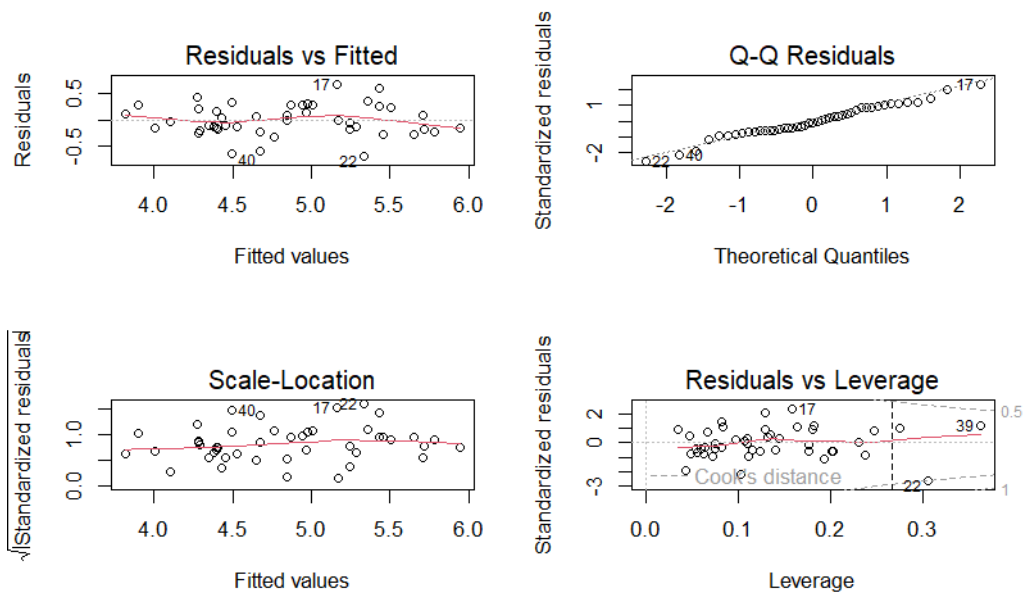 Residuals vs Fitted
Residuals
0.5
-0.5
17
40
22
4.0 4.5 5.0 5.5 6.0
Fitted values
Q-Q Residuals
Standardized residuals
1
-2
17
22
40
-2 -1 0 1 2
Theoretical Quantiles
Scale-Location
√|Standardized residuals|
1.0
0.0
40
17
22
4.0 4.5 5.0 5.5 6.0
Fitted values
Residuals vs Leverage
Standardized residuals
2
0
-3
17
39
0.5
Cook's distance
22
1
0.0 0.1 0.2 0.3
Leverage